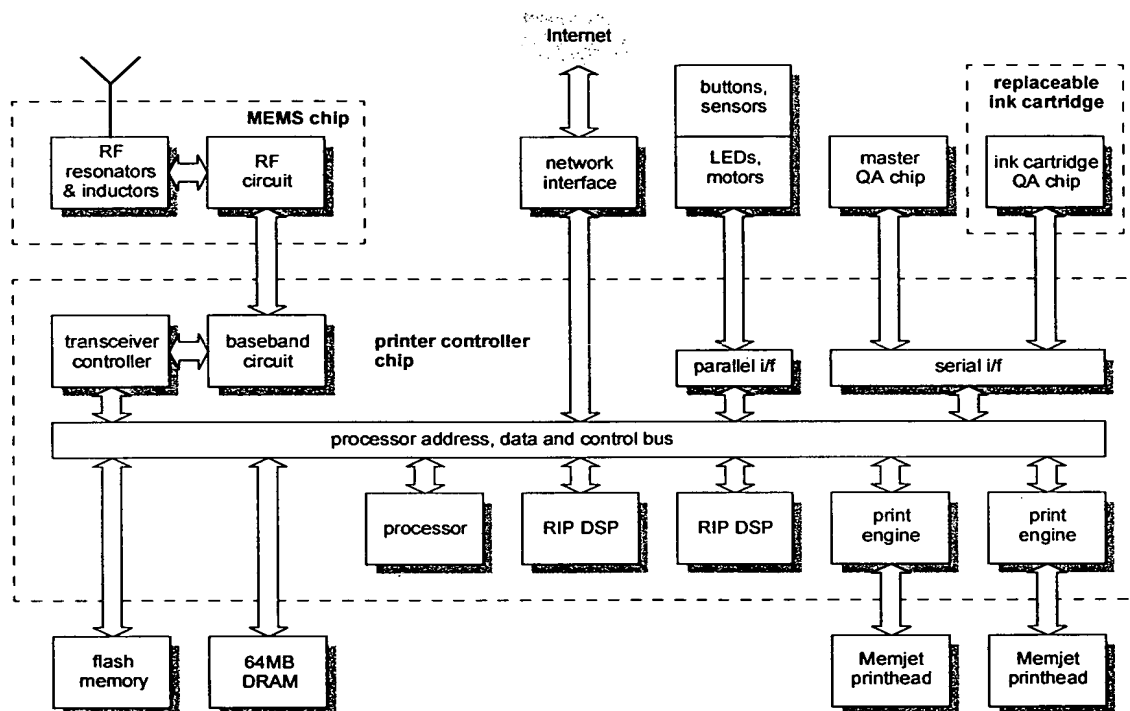 Internet
MEMS chip
RF
resonators
& inductors
RF
circuit
network
interface
buttons,
sensors
LEDs,
motors
master
QA chip
replaceable
ink cartridge
ink cartridge
QA chip
transceiver
controller
baseband
circuit
printer controller
chip
parallel i/f
serial i/f
processor address, data and control bus
processor
RIP DSP
RIP DSP
print
engine
print
engine
flash
memory
64MB
DRAM
Memjet
printhead
Memjet
printhead